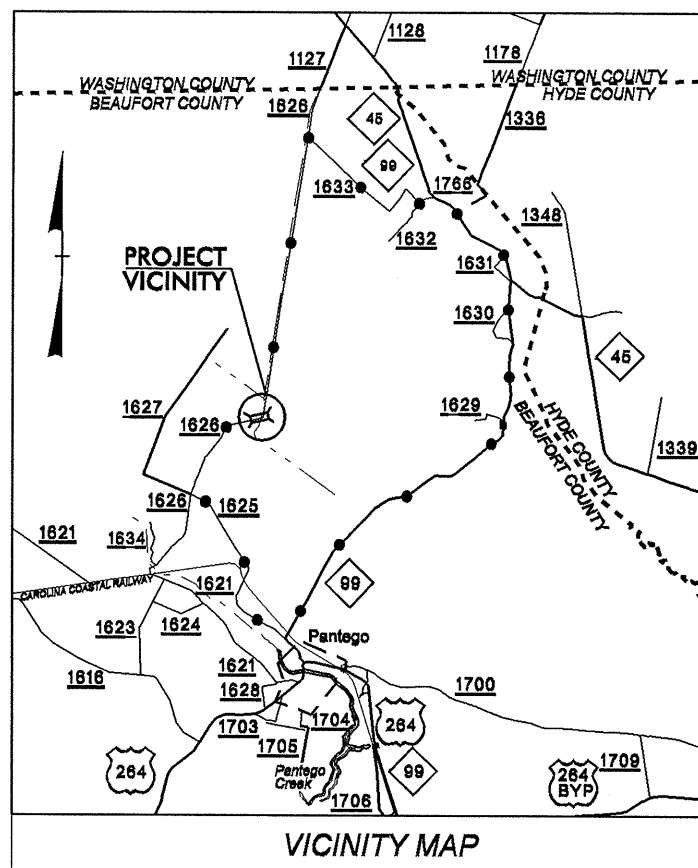 1128
1178
1127
WASHINGTON COUNTY
BEAUFORT COUNTY
WASHINGTON COUNTY
HYDE COUNTY
1626
45
1336
99
1633
1766
1348
1632
PROJECT
VICINITY
1631
1630
45
1627
1629
1626
HYDE COUNTY
BEAUFORT COUNTY
1339
1626
1625
1621
1634
1621
99
CAROLINA COASTAL RAILWAY
1624
1623
Pantego
1616
1621
1628
1700
1703
1704
264
1705
264
Pantego
Creek
99
264
BYP
1709
1706
VICINITY MAP